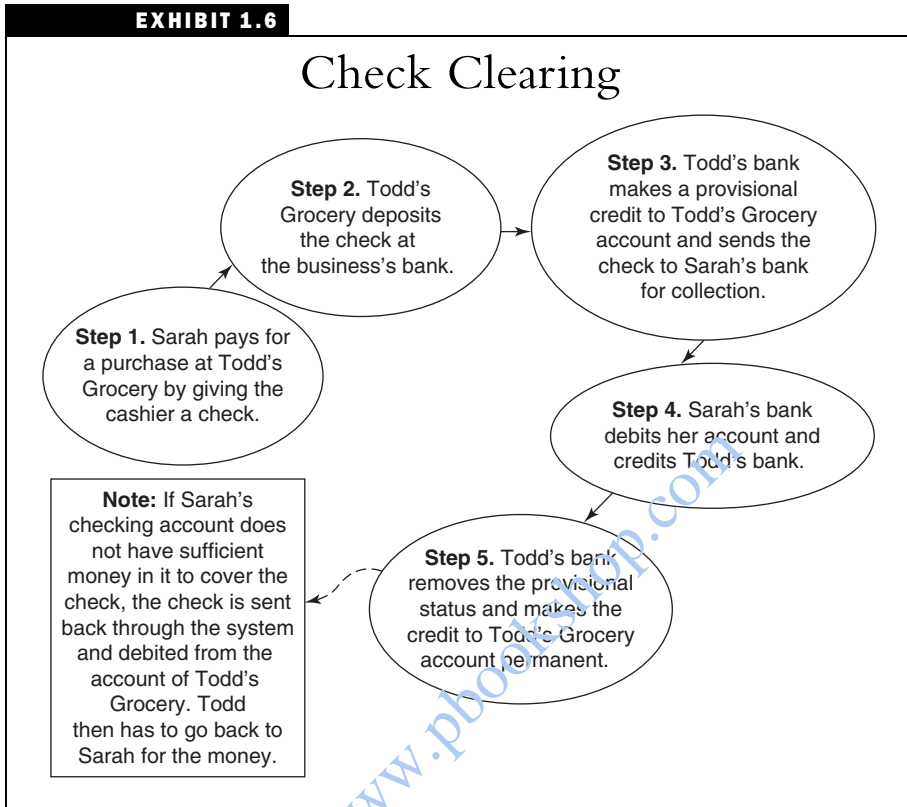 EXHIBIT 1.6
Check Clearing
Step 1. Sarah pays for
a purchase at Todd's
Grocery by giving the
cashier a check.
Step 2. Todd's
Grocery deposits
the check at
the business's bank.
Step 3. Todd's bank
makes a provisional
credit to Todd's Grocery
account and sends the
check to Sarah's bank
for collection.
Step 4. Sarah's bank
debits her account and
credits Todd's bank.
Step 5. Todd's bank
removes the provisional
status and makes the
credit to Todd's Grocery
account permanent.
Note: If Sarah's
checking account does
not have sufficient
money in it to cover the
check, the check is sent
back through the system
and debited from the
account of Todd's
Grocery. Todd
then has to go back to
Sarah for the money.
www.pbookshop.com